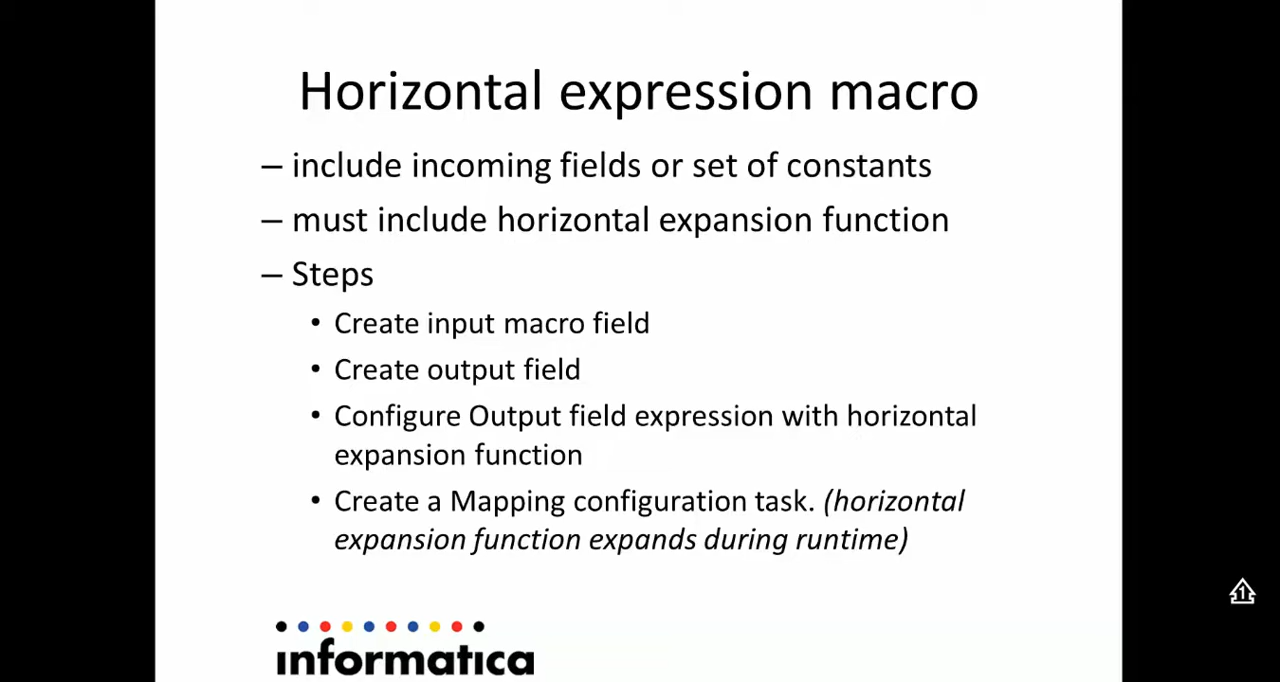 Horizontal expression macro
– include incoming fields or set of constants
– must include horizontal expansion function
– Steps
• Create input macro field
• Create output field
• Configure Output field expression with horizontal
expansion function
• Create a Mapping configuration task. (horizontal
expansion function expands during runtime)
1
informatica